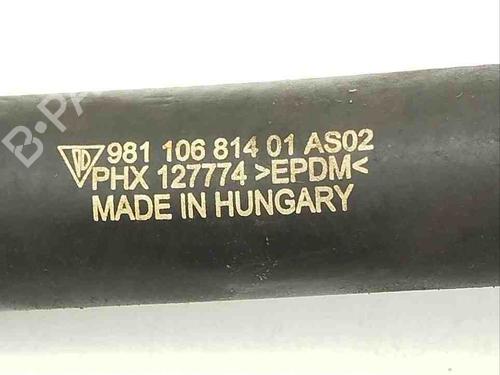 981 106 814 01 AS02
PHX 127774 >EPDM<
MADE IN HUNGARY